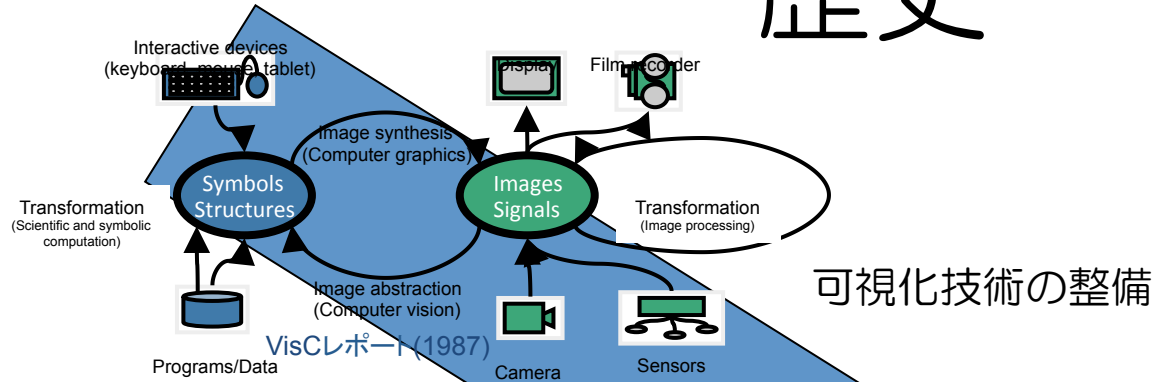 歴史
Interactive devices
(keyboard, mouse, tablet)
Display
Film recorder
Image synthesis
(Computer graphics)
Symbols
Structures
Images
Signals
Transformation
(Scientific and symbolic
computation)
Transformation
(Image processing)
Image abstraction
(Computer vision)
可視化技術の整備
VisCレポート(1987)
Programs/Data
Camera
Sensors